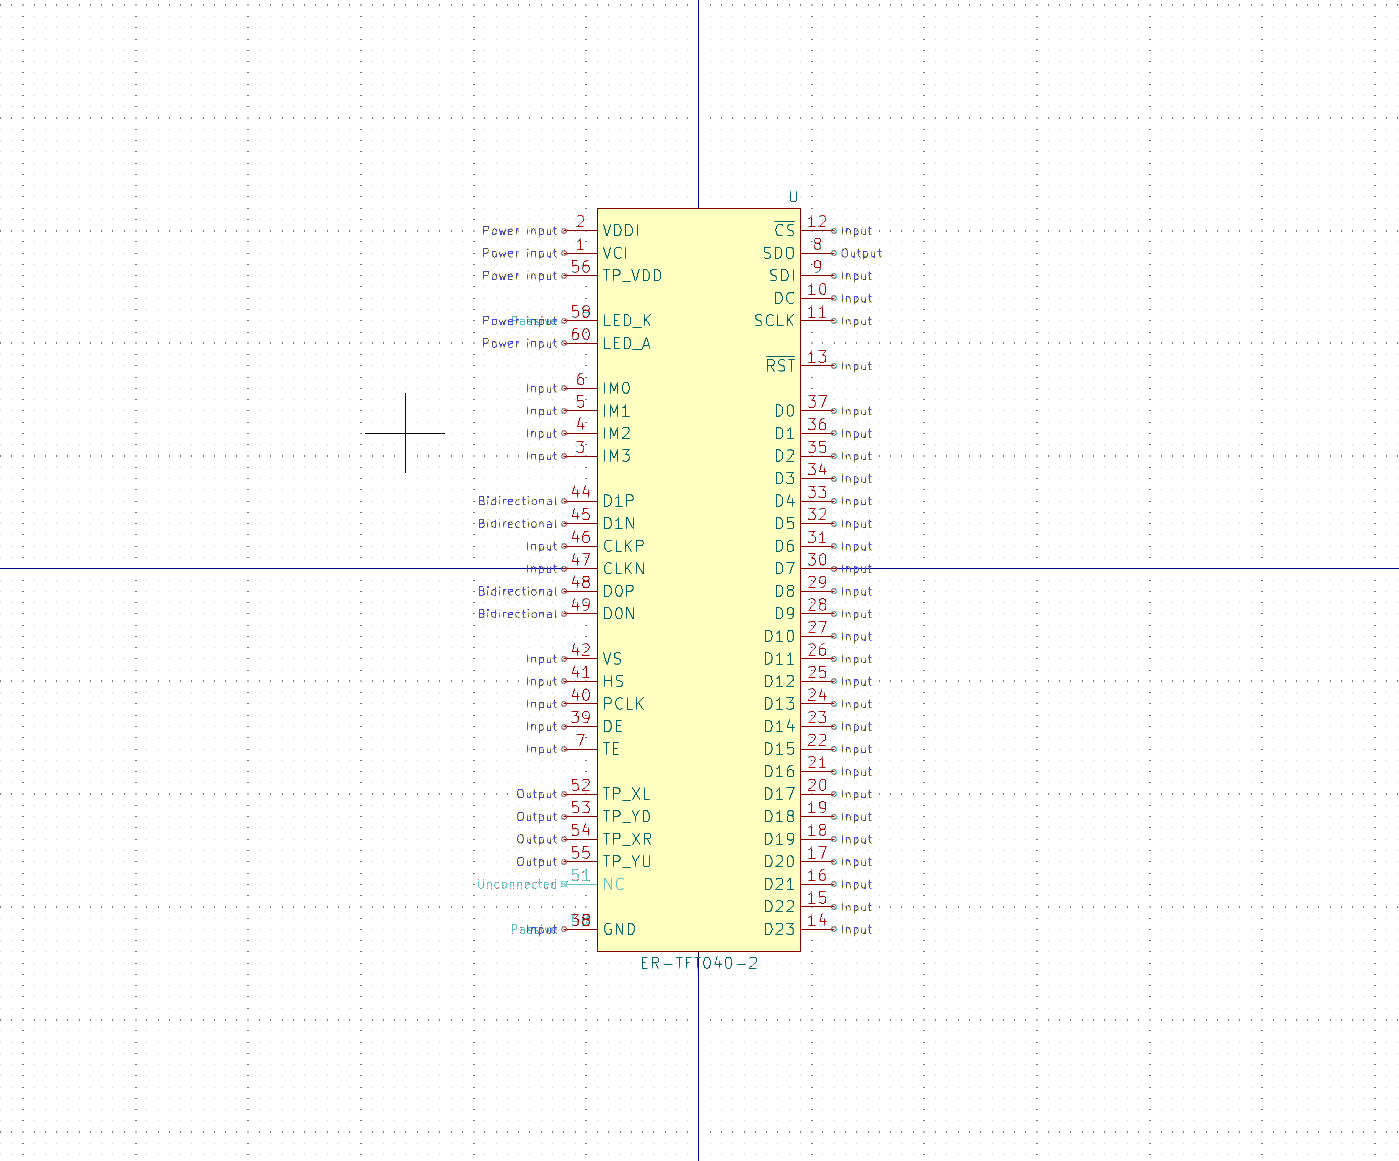 U
Power input 2 VDDI CS 12 Input
Power input 1 VCI SDO 8 Output
Power input 56 TP_VDD SDI 9 Input
DC 10 Input
Power input LED_K SCLK 11 Input
Power input 60 LED_A
RST 13 Input
Input 6 IM0
Input 5 IM1 D0 37 Input
Input 4 IM2 D1 36 Input
Input 3 IM3 D2 35 Input
D3 34 Input
Bidirectional 44 D1P D4 33 Input
Bidirectional 45 D1N D5 32 Input
Input 46 CLKP D6 31 Input
Input 47 CLKN D7 30 Input
Bidirectional 48 D0P D8 29 Input
Bidirectional 49 D0N D9 28 Input
D10 27 Input
Input 42 VS D11 26 Input
Input 41 HS D12 25 Input
Input 40 PCLK D13 24 Input
Input 39 DE D14 23 Input
Input 7 TE D15 22 Input
D16 21 Input
Output 52 TP_XL D17 20 Input
Output 53 TP_YD D18 19 Input
Output 54 TP_XR D19 18 Input
Output 55 TP_YU D20 17 Input
Unconnected 51 NC D21 16 Input
D22 15 Input
Input GND D23 14 Input
ER-TFT040-2